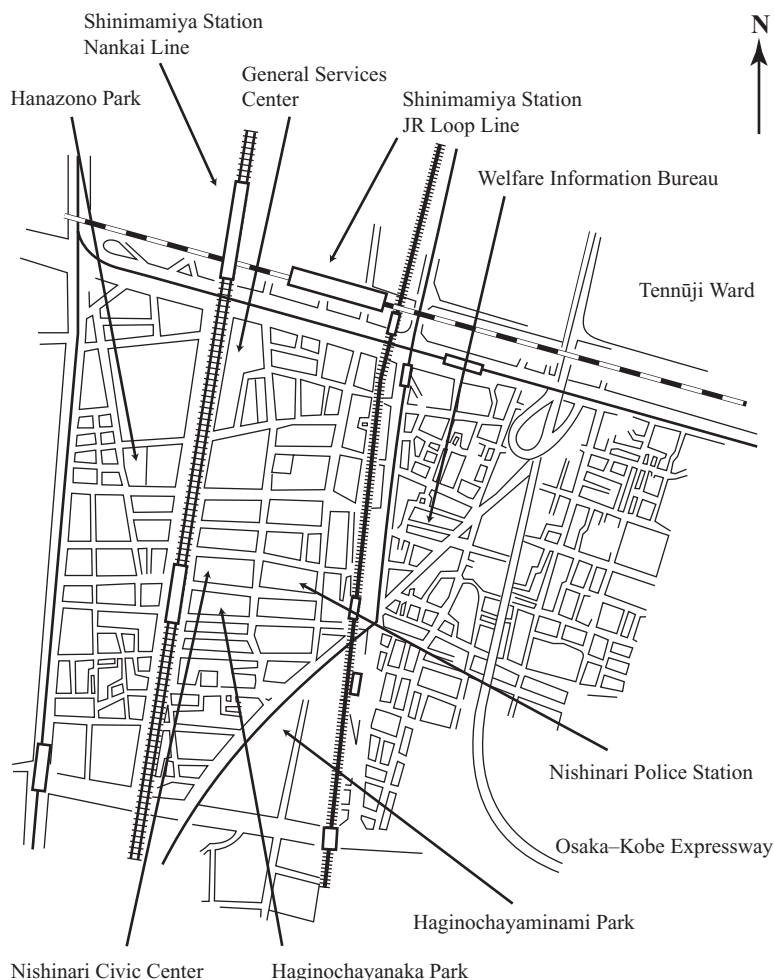 Shinimamiya Station
Nankai Line
N
General Services
Center
Hanazono Park
Shinimamiya Station
JR Loop Line
Welfare Information Bureau
Tennūji Ward
Nishinari Police Station
Osaka–Kobe Expressway
Haginochayaminami Park
Nishinari Civic Center
Haginochayanaka Park